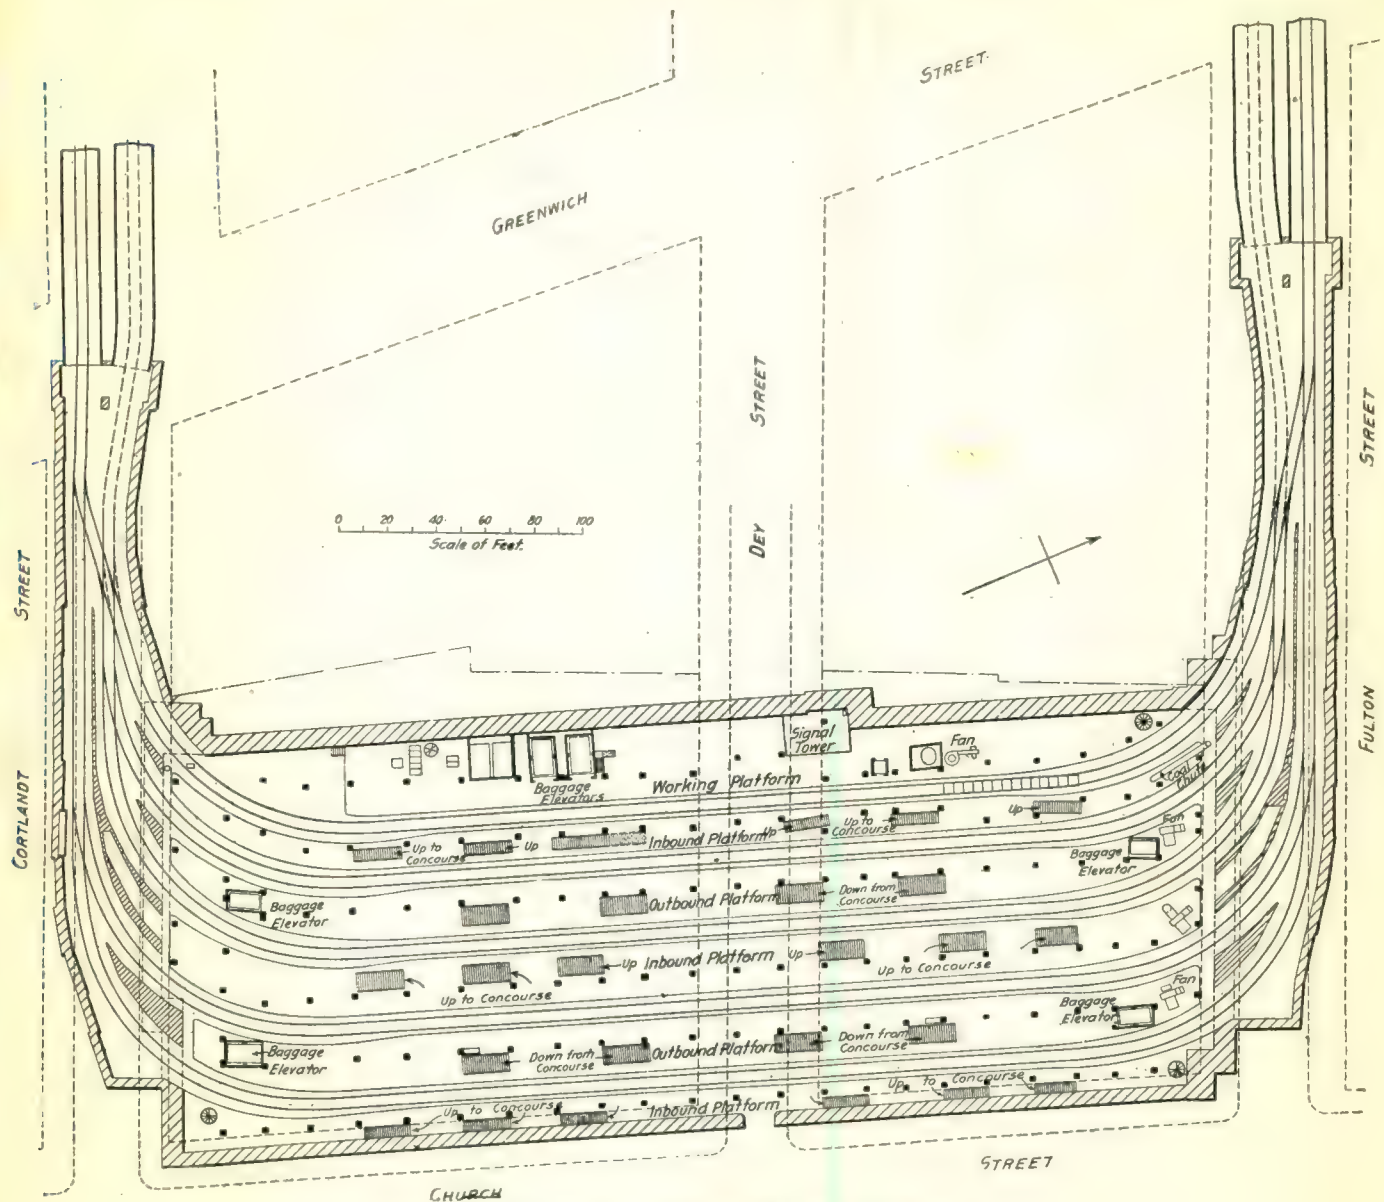 STREET.
GREENWICH
STREET
DEY
STREET
FULTON
STREET
CORTLANDT
0 20 40 60 80 100
Scale of Feet.
Signal
Tower
Fan
Working Platform
Baggage
Elevators
Coal
Chute
Up
Up to
Concourse
Up
Inbound Platform
Up
Up to
Concourse
Fan
Baggage
Elevator
Baggage
Elevator
Outbound Platform
Down from
Concourse
Up
Inbound Platform
Up
Up to Concourse
Up to Concourse
Fan
Baggage
Elevator
Baggage
Elevator
Down from
Concourse
Outbound Platform
Down from
Concourse
Up to Concourse
Up to Concourse
Inbound Platform
STREET
CHURCH